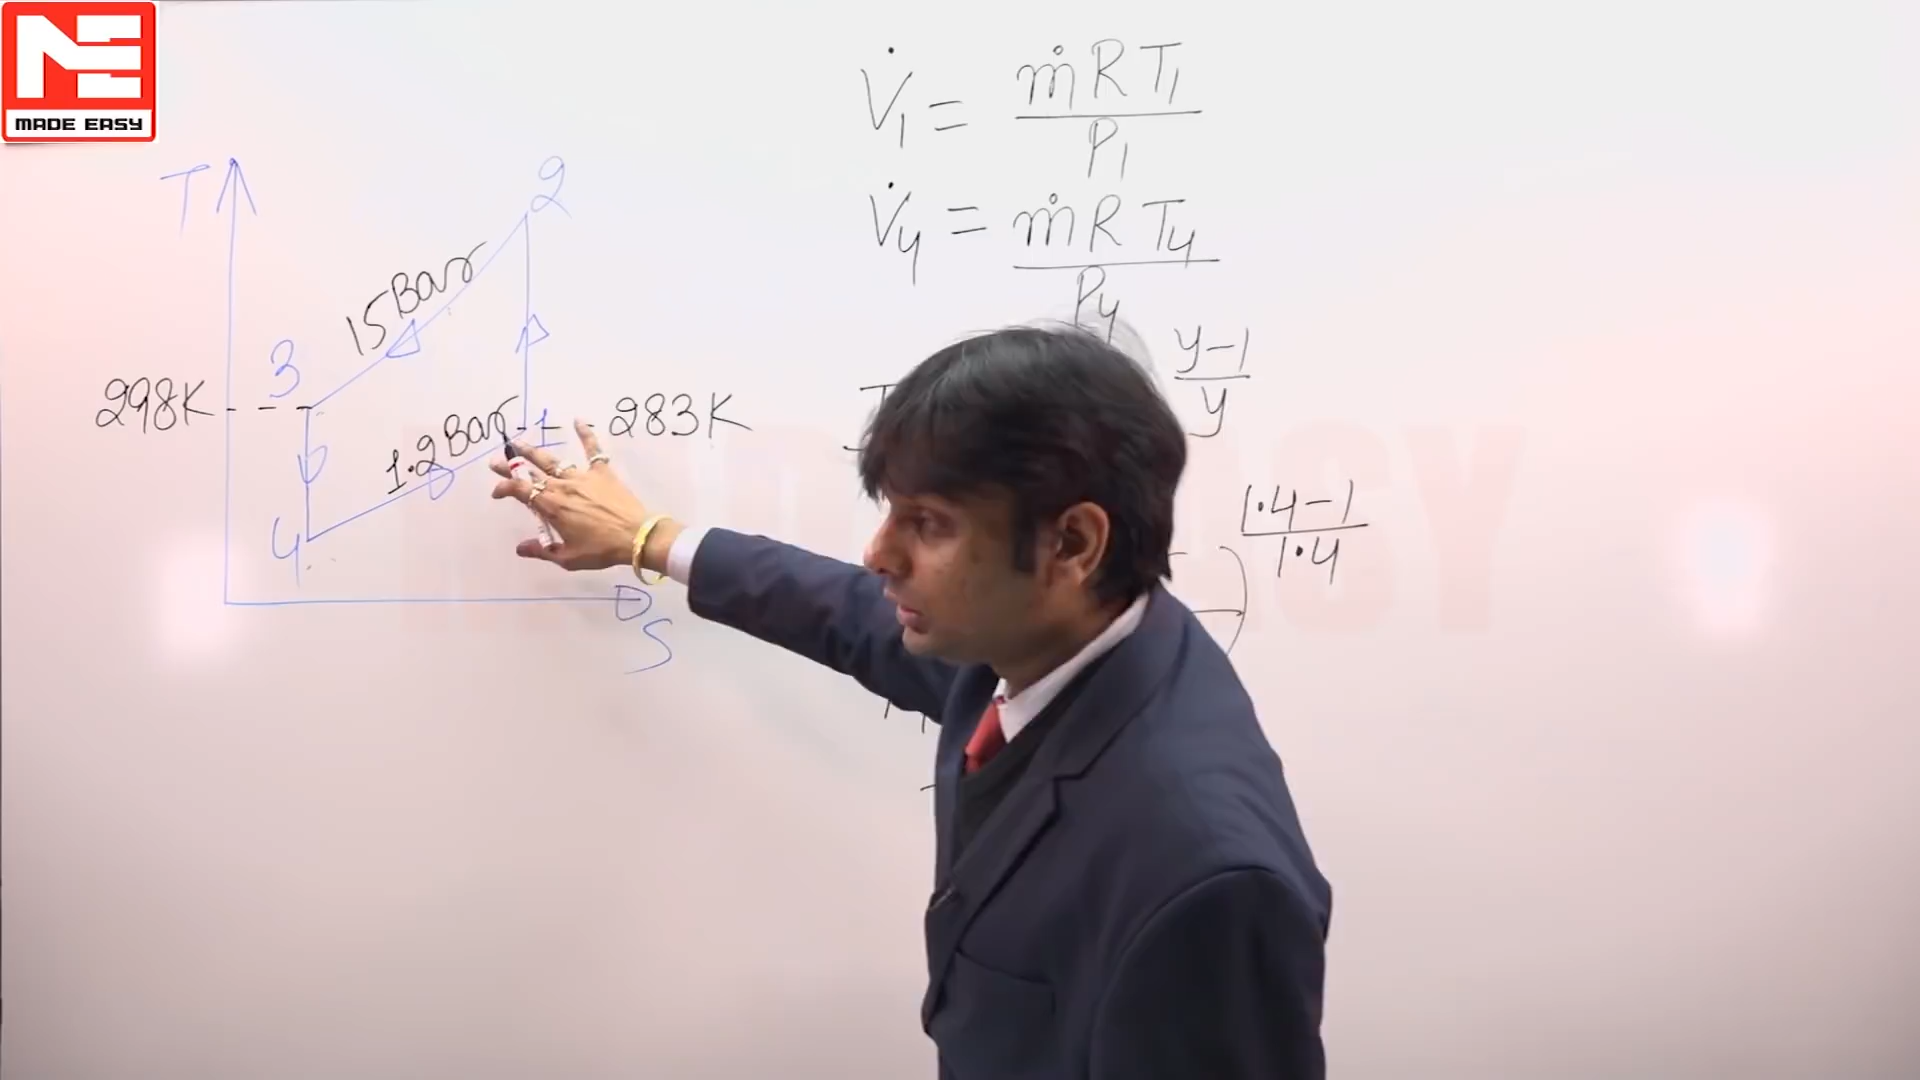 MADE EASY
V̇₁ = ṁRT₁
P₁
V̇₄ = ṁRT₄
P₄
T
2
15 Bar
3
298K
1.2 Bar
1
283K
4
S
γ-1
γ
1.4-1
1.4